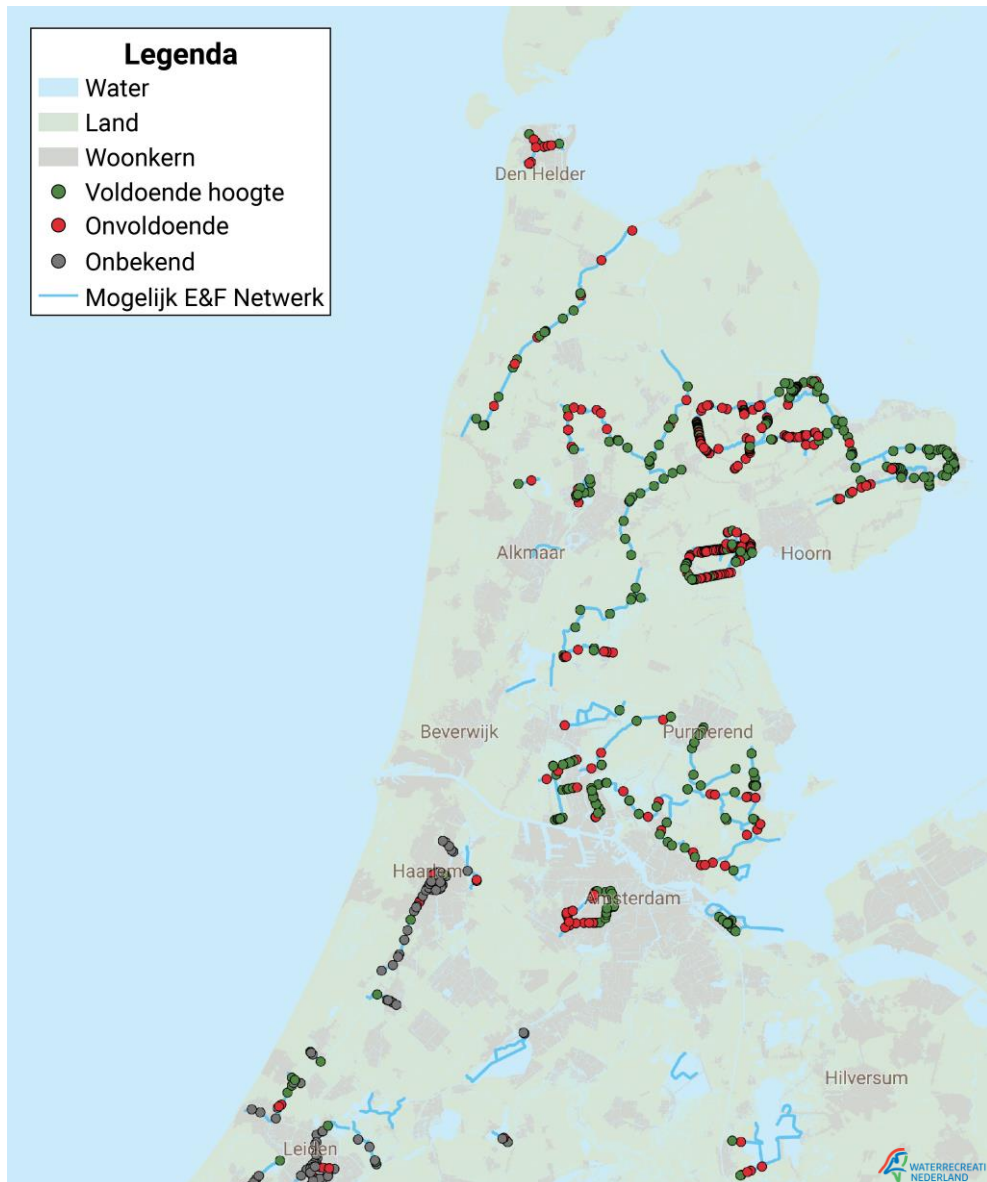 Legenda
Water
Land
Woonkern
Voldoende hoogte
Onvoldoende
Onbekend
Mogelijk E&F Netwerk
Den Helder
Alkmaar
Hoorn
Beverwijk
Purmerend
Haarlem
Amsterdam
Hilversum
Leiden
WATERRECREATI
NEDERLAND